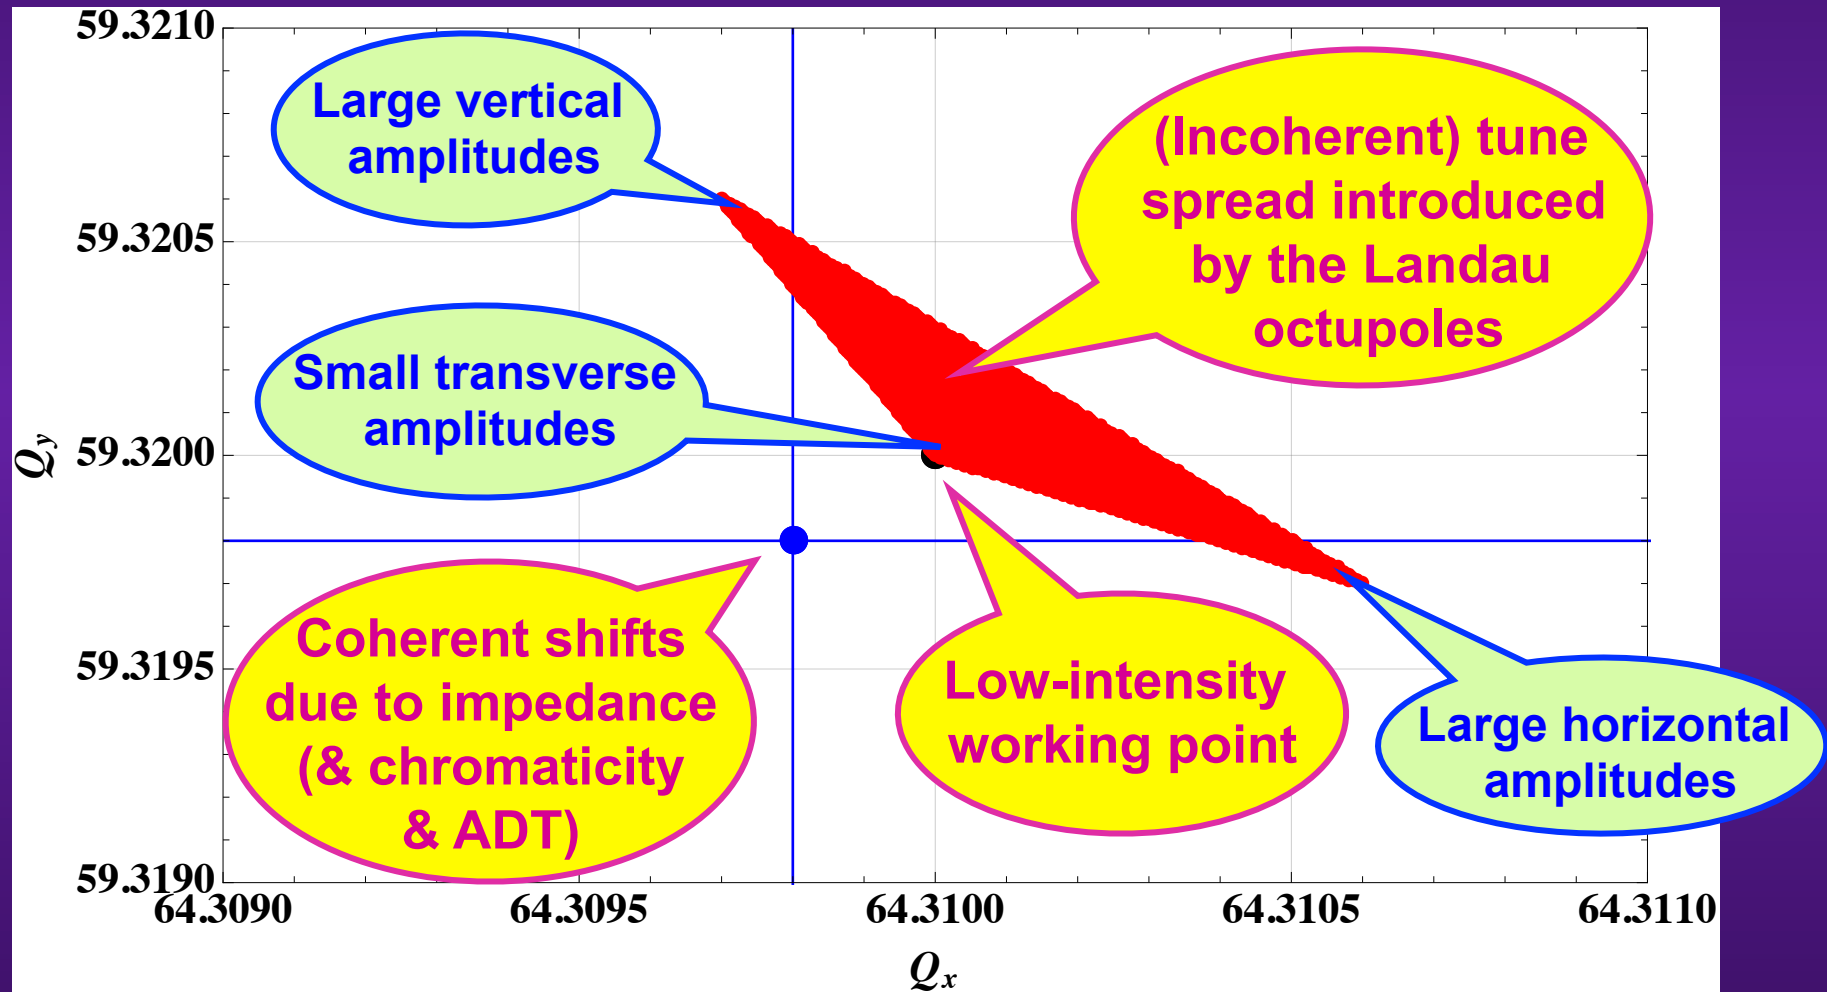 59.3210
59.3205
59.3200
59.3195
59.3190
Qy
Large vertical
amplitudes
(Incoherent) tune
spread introduced
by the Landau
octupoles
Small transverse
amplitudes
Coherent shifts
due to impedance
(& chromaticity
& ADT)
Low-intensity
working point
Large horizontal
amplitudes
64.3090 64.3095 64.3100 64.3105 64.3110
Qx